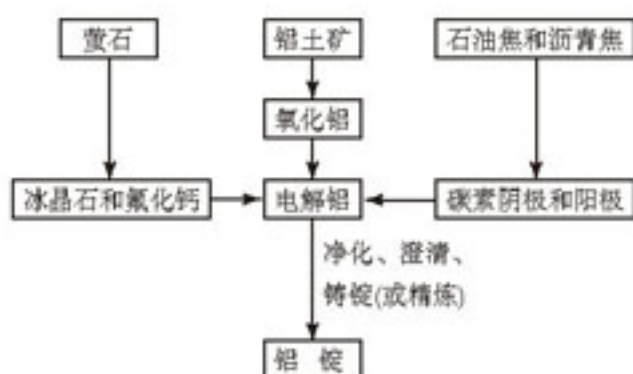 萤石
铝土矿
石油焦和沥青焦
氧化铝
冰晶石和氟化钙
电解铝
碳素阴极和阳极
净化、澄清、
铸锭(或精炼)
铝 锭